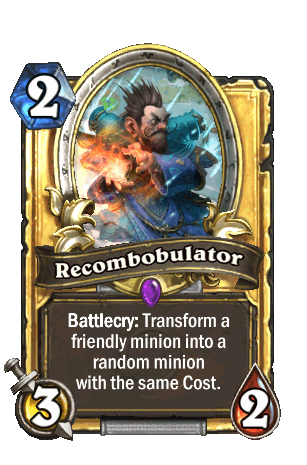 2
Recombobulator
Battlecry: Transform a
friendly minion into a
random minion
with the same Cost.
3
2